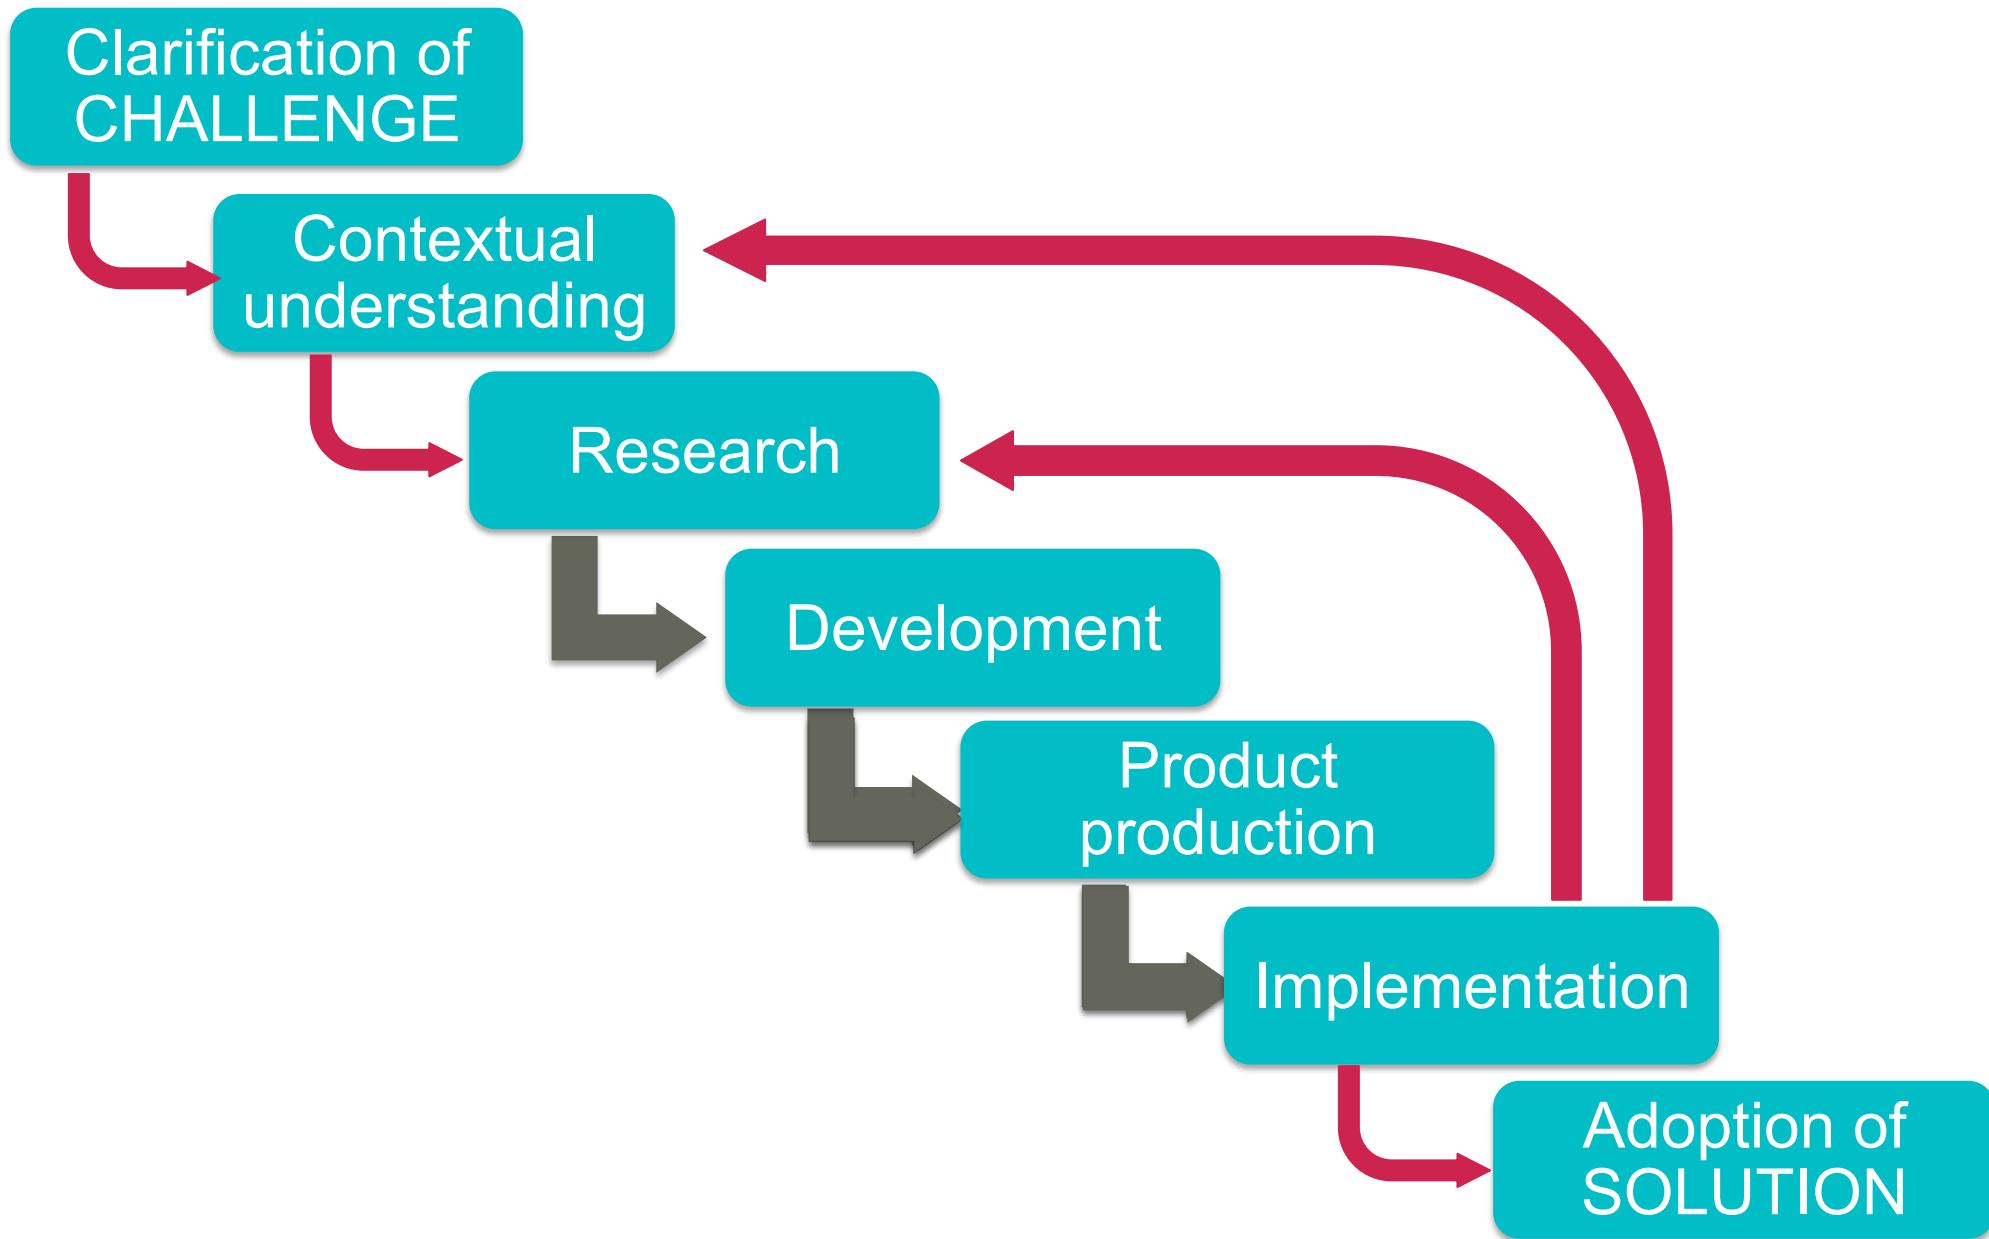 Clarification of
CHALLENGE
Contextual
understanding
Research
Development
Product
production
Implementation
Adoption of
SOLUTION